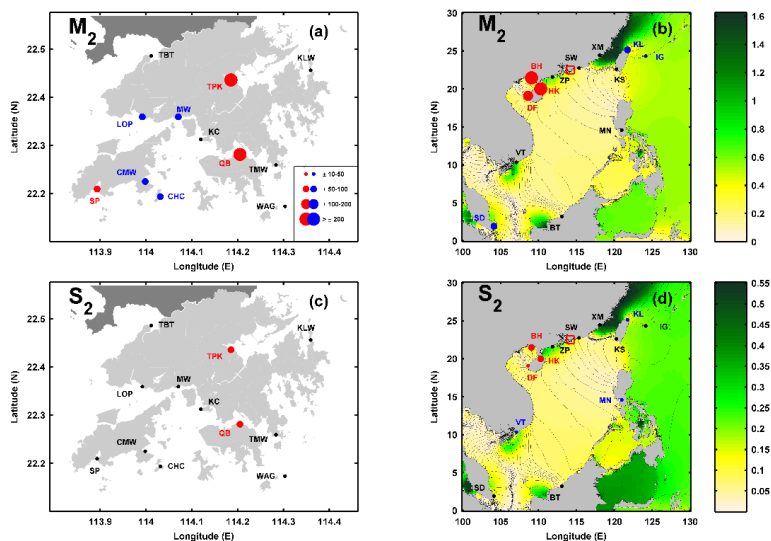 M2
(a)
22.5
22.4
22.3
22.2
Latitude (N)
TBT
KLW
TPK
LOP
MW
KC
QB
TMW
CMW
SP
CHC
WAG
± 10-50
± 50-100
± 100-200
> ± 200
113.9
114
114.1
114.2
114.3
114.4
Longitude (E)
M2
(b)
30
25
20
15
10
5
0
Latitude (N)
XM
KL
IG
SW
BH
ZP
KS
HK
DF
MN
VT
SD
BT
100
105
110
115
120
125
130
Longitude (E)
1.6
1.4
1.2
1
0.8
0.6
0.4
0.2
0
S2
(c)
22.5
22.4
22.3
22.2
Latitude (N)
TBT
KLW
TPK
LOP
MW
KC
QB
TMW
CMW
SP
CHC
WAG
113.9
114
114.1
114.2
114.3
114.4
Longitude (E)
S2
(d)
30
25
20
15
10
5
0
Latitude (N)
XM
KL
IG
SW
BH
ZP
KS
HK
DF
MN
VT
SD
BT
100
105
110
115
120
125
130
Longitude (E)
0.55
0.5
0.45
0.4
0.35
0.3
0.25
0.2
0.15
0.1
0.05